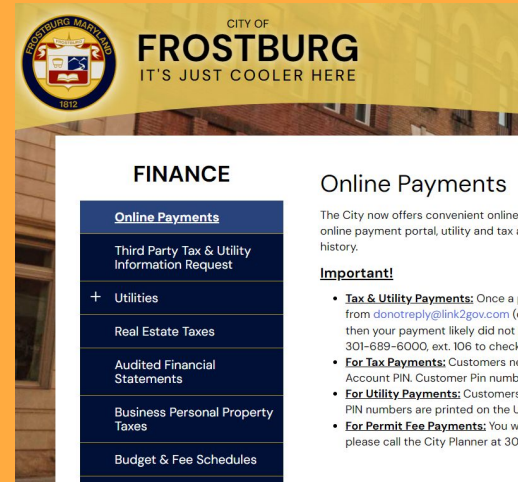 FROSTBURG MARYLAND
1812
CITY OF
FROSTBURG
IT'S JUST COOLER HERE
FINANCE
Online Payments
Third Party Tax & Utility
Information Request
+ Utilities
Real Estate Taxes
Audited Financial
Statements
Business Personal Property
Taxes
Budget & Fee Schedules
Online Payments
The City now offers convenient online
online payment portal, utility and tax a
history.
Important!
• Tax & Utility Payments: Once a p
from donotreply@link2gov.com (
then your payment likely did not
301-689-6000, ext. 106 to check
• For Tax Payments: Customers ne
Account PIN. Customer Pin numb
• For Utility Payments: Customers
PIN numbers are printed on the U
• For Permit Fee Payments: You w
please call the City Planner at 30